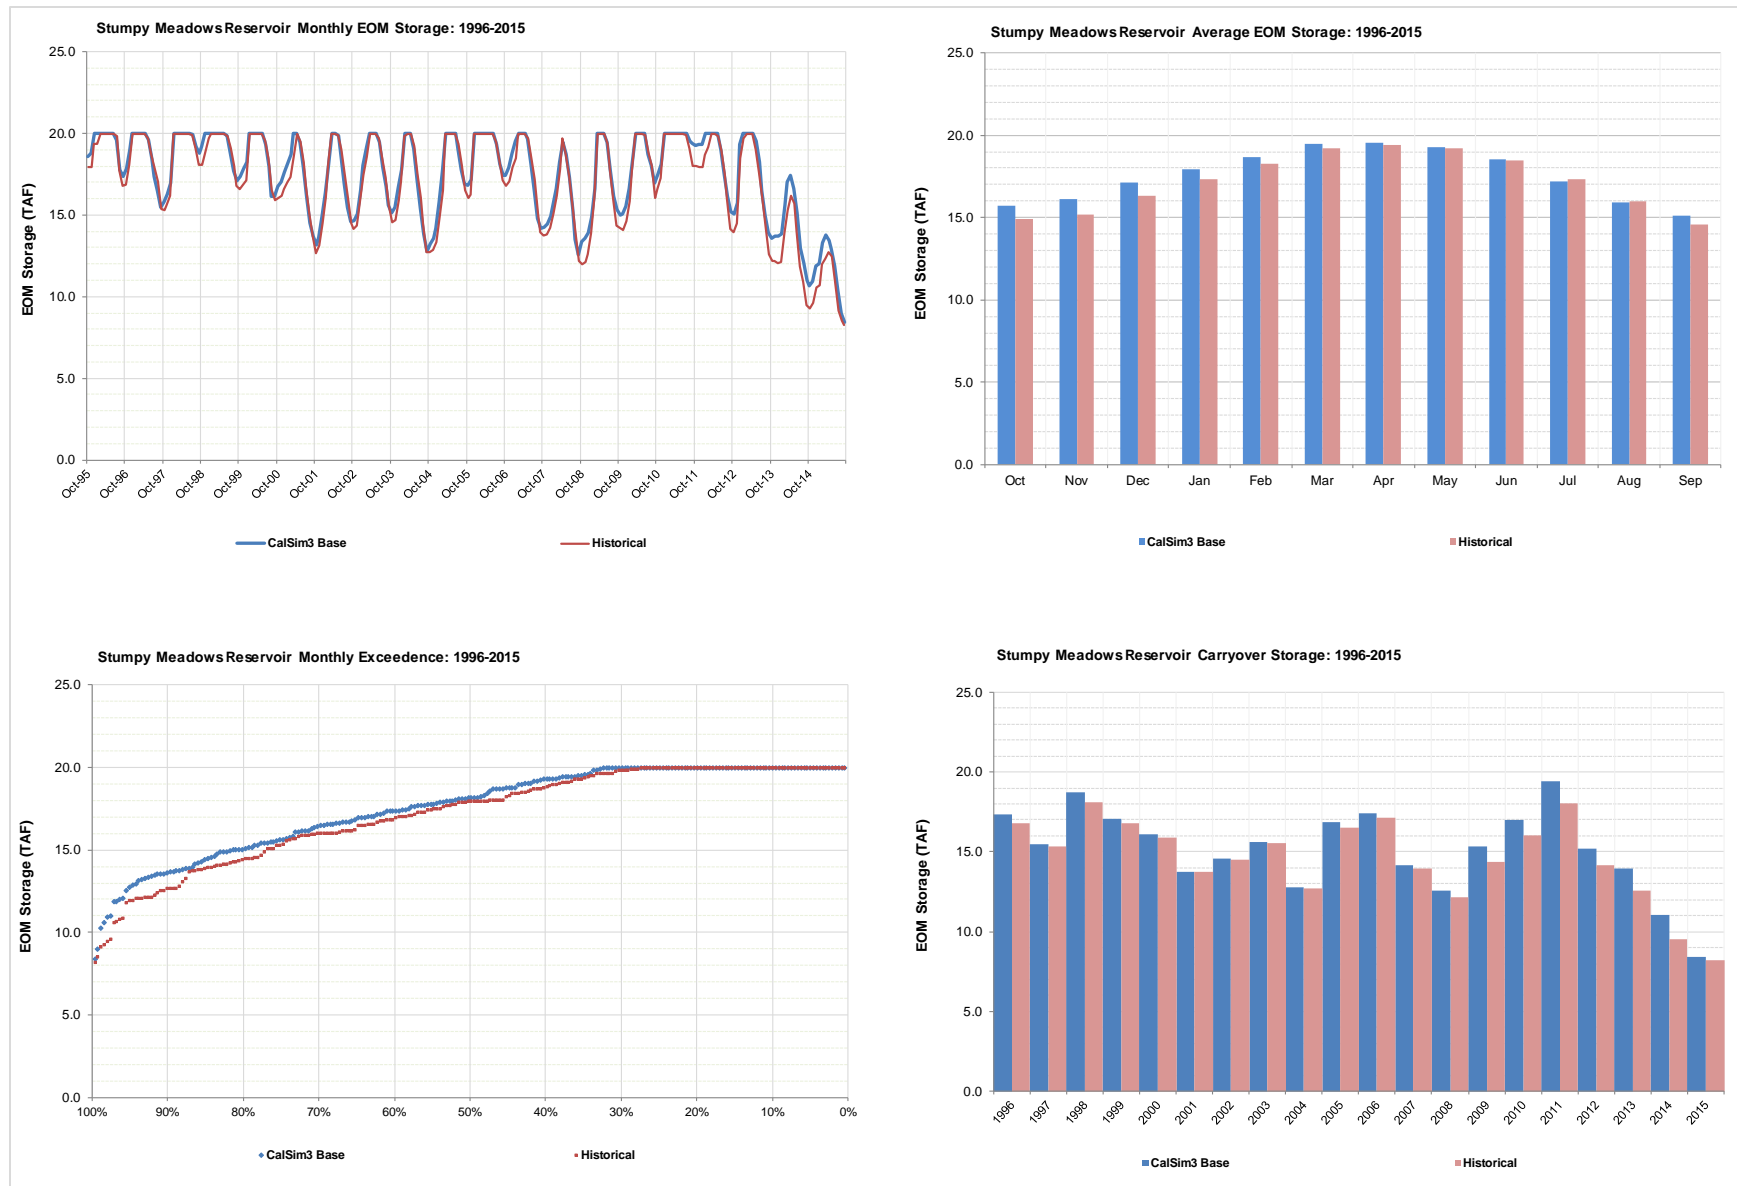 Stumpy Meadows Reservoir Monthly EOM Storage: 1996-2015
25.0
20.0
15.0
10.0
5.0
0.0
EOM Storage (TAF)
Oct-95
Oct-96
Oct-97
Oct-98
Oct-99
Oct-00
Oct-01
Oct-02
Oct-03
Oct-04
Oct-05
Oct-06
Oct-07
Oct-08
Oct-09
Oct-10
Oct-11
Oct-12
Oct-13
Oct-14
CalSim3 Base
Historical
Stumpy Meadows Reservoir Average EOM Storage: 1996-2015
25.0
20.0
15.0
10.0
5.0
0.0
EOM Storage (TAF)
Oct
Nov
Dec
Jan
Feb
Mar
Apr
May
Jun
Jul
Aug
Sep
CalSim3 Base
Historical
Stumpy Meadows Reservoir Monthly Exceedence: 1996-2015
25.0
20.0
15.0
10.0
5.0
0.0
EOM Storage (TAF)
100%
90%
80%
70%
60%
50%
40%
30%
20%
10%
0%
CalSim3 Base
Historical
Stumpy Meadows Reservoir Carryover Storage: 1996-2015
25.0
20.0
15.0
10.0
5.0
0.0
EOM Storage (TAF)
1996
1997
1998
1999
2000
2001
2002
2003
2004
2005
2006
2007
2008
2009
2010
2011
2012
2013
2014
2015
CalSim3 Base
Historical